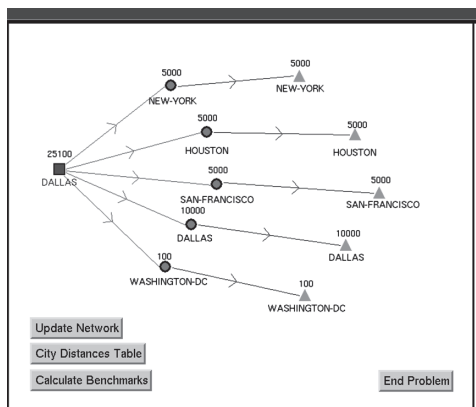 5000
NEW-YORK
5000
NEW-YORK
5000
HOUSTON
5000
HOUSTON
25100
DALLAS
5000
SAN-FRANCISCO
5000
SAN-FRANCISCO
10000
DALLAS
10000
DALLAS
100
WASHINGTON-DC
100
WASHINGTON-DC
Update Network
City Distances Table
Calculate Benchmarks
End Problem